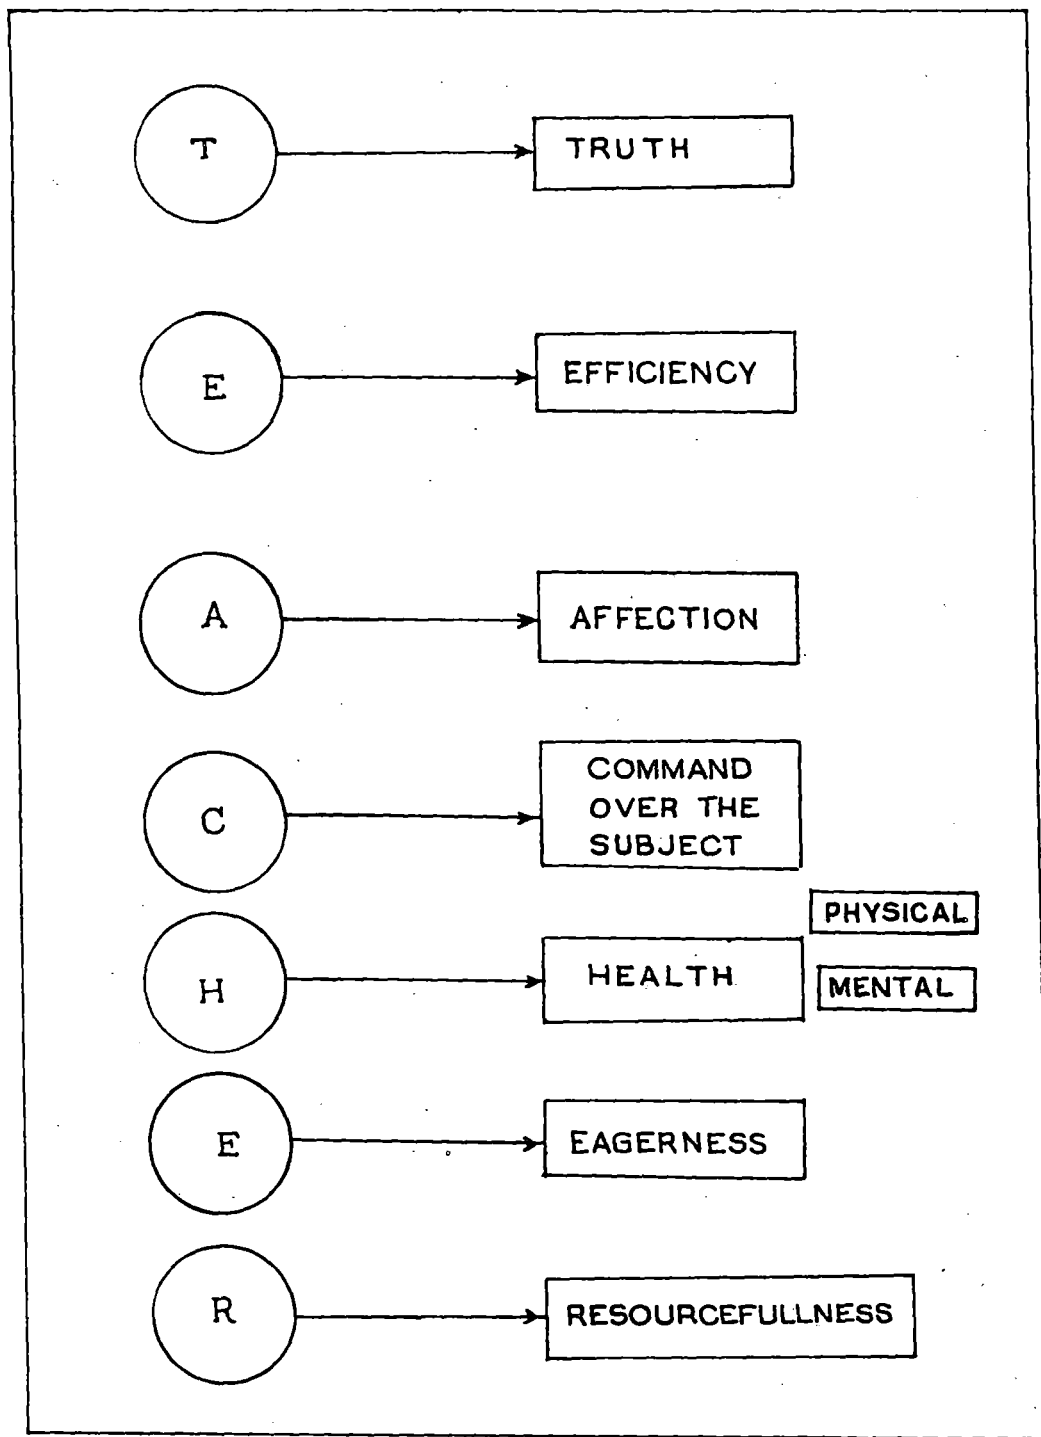 T
TRUTH
E
EFFICIENCY
A
AFFECTION
C
COMMAND
OVER THE
SUBJECT
H
HEALTH
PHYSICAL
MENTAL
E
EAGERNESS
R
RESOURCEFULLNESS